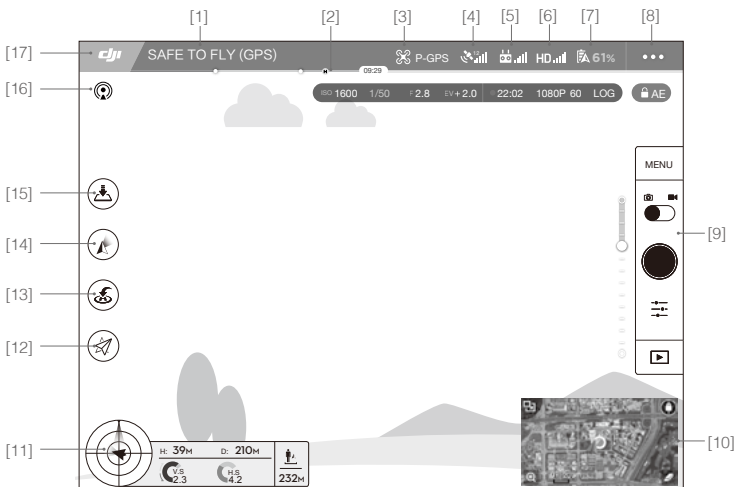 [1] [2] [3] [4] [5] [6] [7] [8]
[17] dji SAFE TO FLY (GPS) P-GPS 12 HD 61%
H 09:29
[16] ISO 1600 1/50 F 2.8 EV +2.0 22:02 1080P 60 LOG AE
MENU
[15]
[14] [9]
[13]
[12]
[11] H: 39M D: 210M [10]
V.S 2.3 H.S 4.2 232M